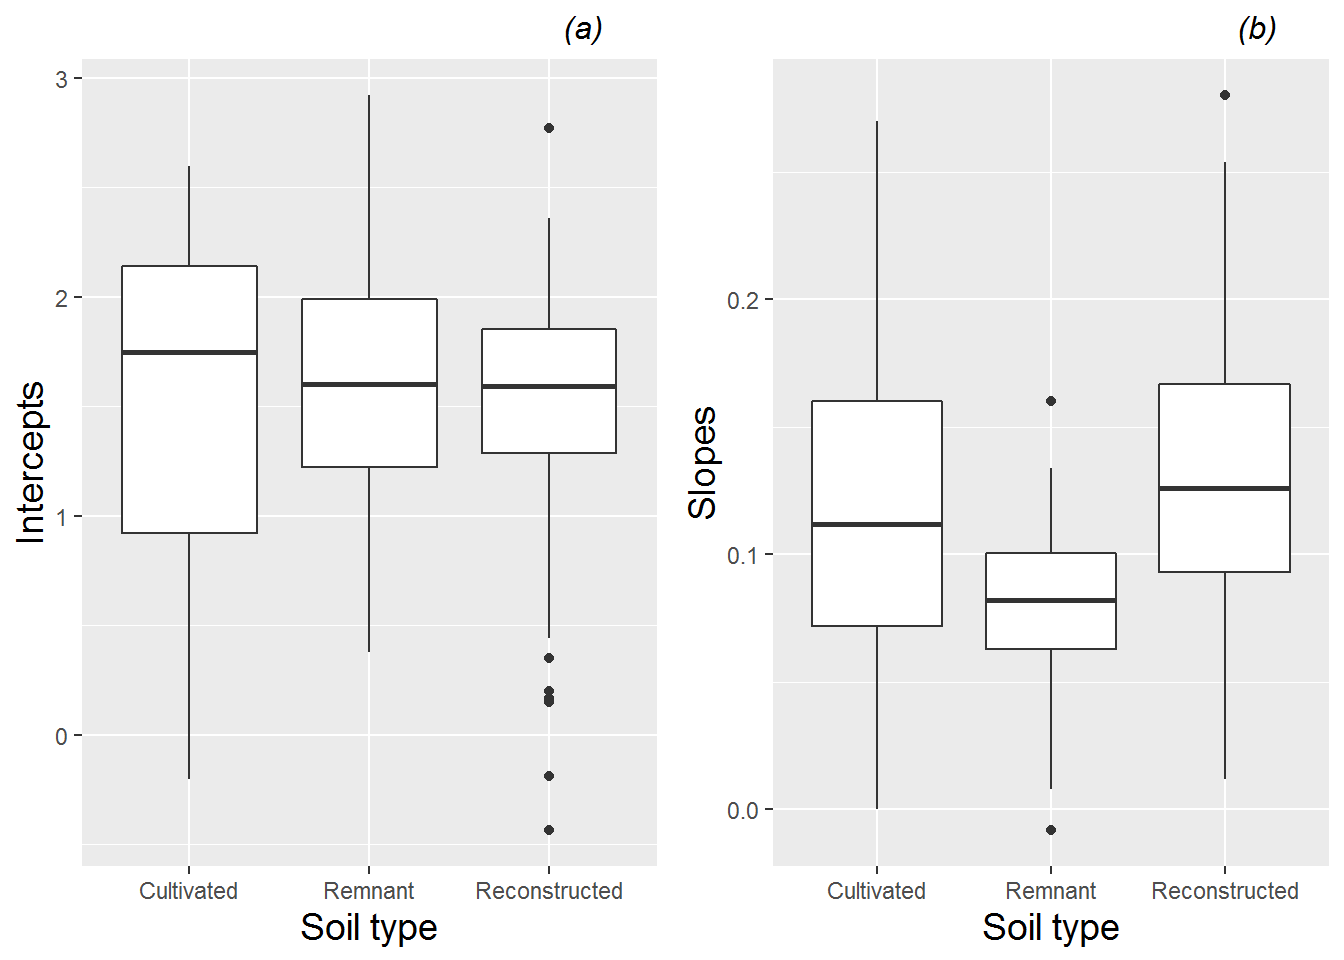 (a)
Intercepts
3
2
1
0
Cultivated
Remnant
Reconstructed
Soil type
(b)
Slopes
0.2
0.1
0.0
Cultivated
Remnant
Reconstructed
Soil type